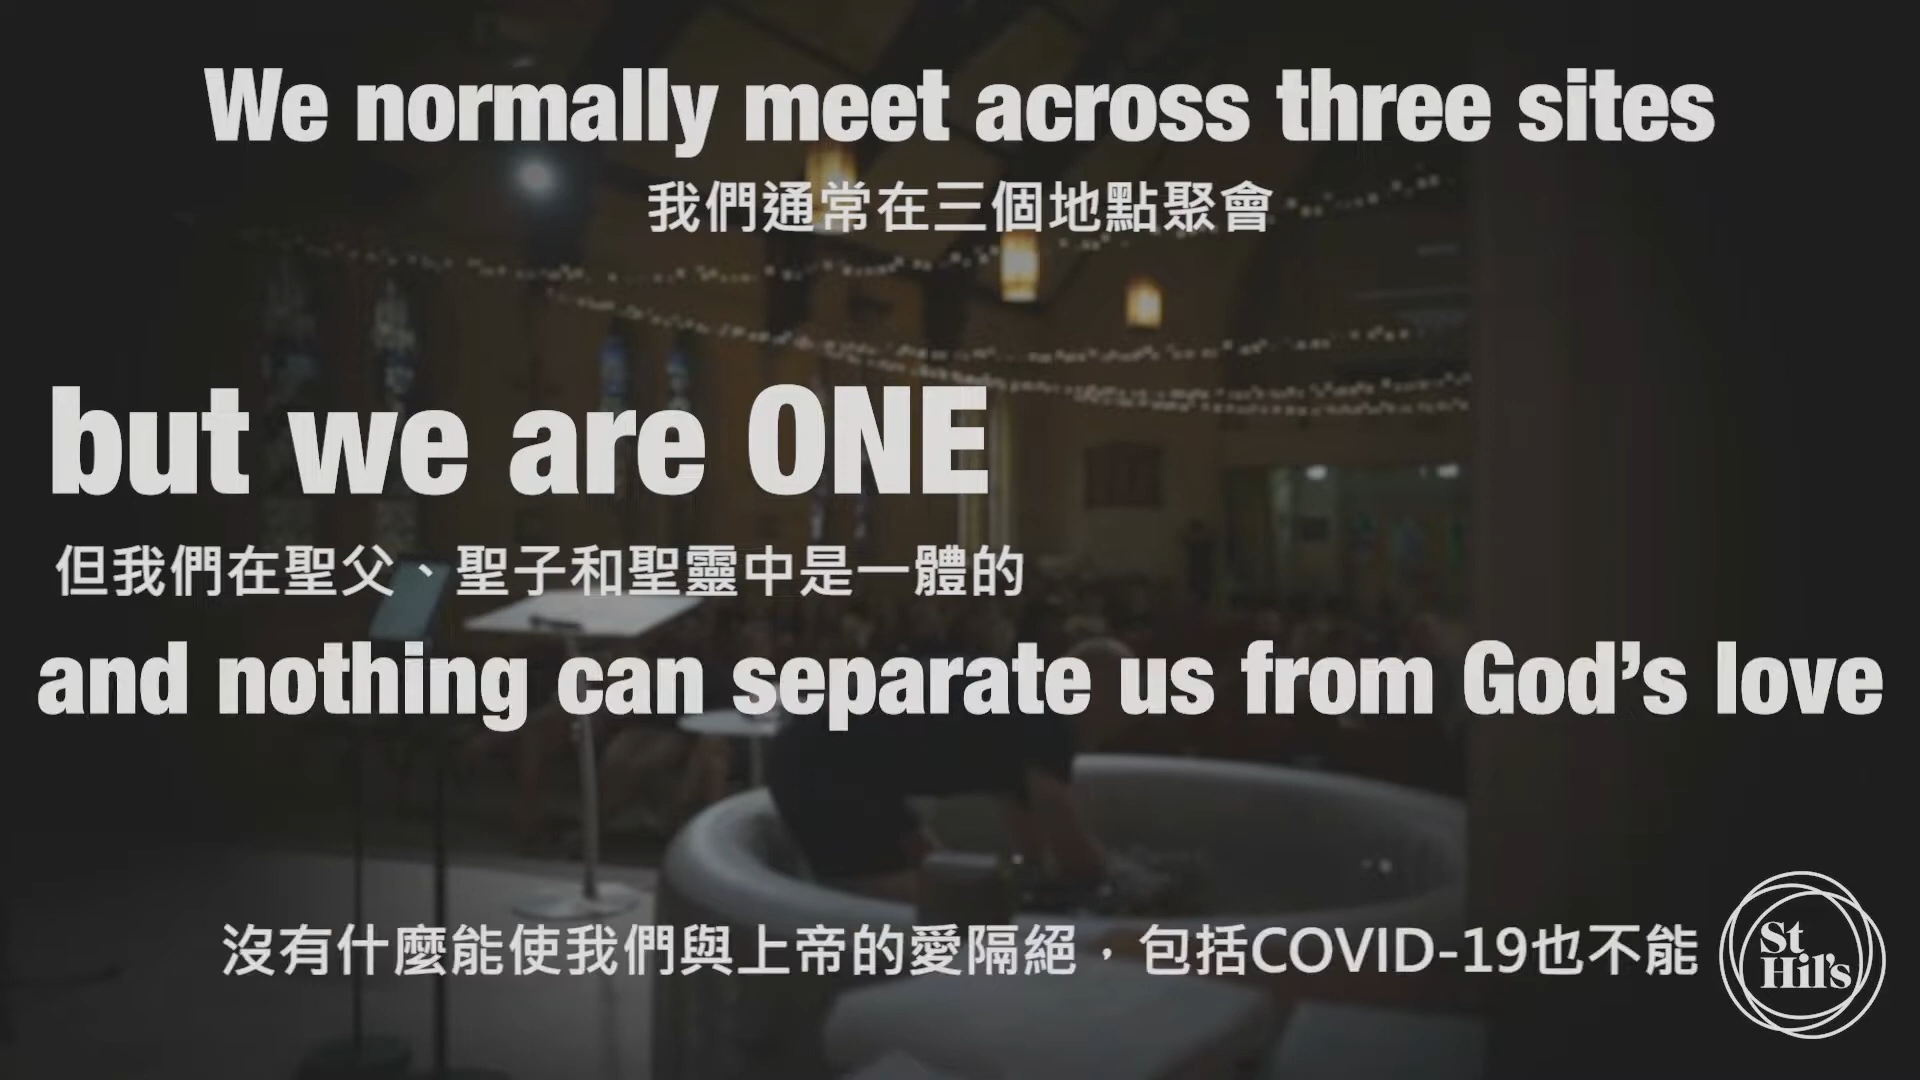 We normally meet across three sites
我們通常在三個地點聚會
but we are ONE
但我們在聖父、聖子和聖靈中是一體的
and nothing can separate us from God’s love
沒有什麼能使我們與上帝的愛隔絕，包括COVID-19也不能
St
Hil's